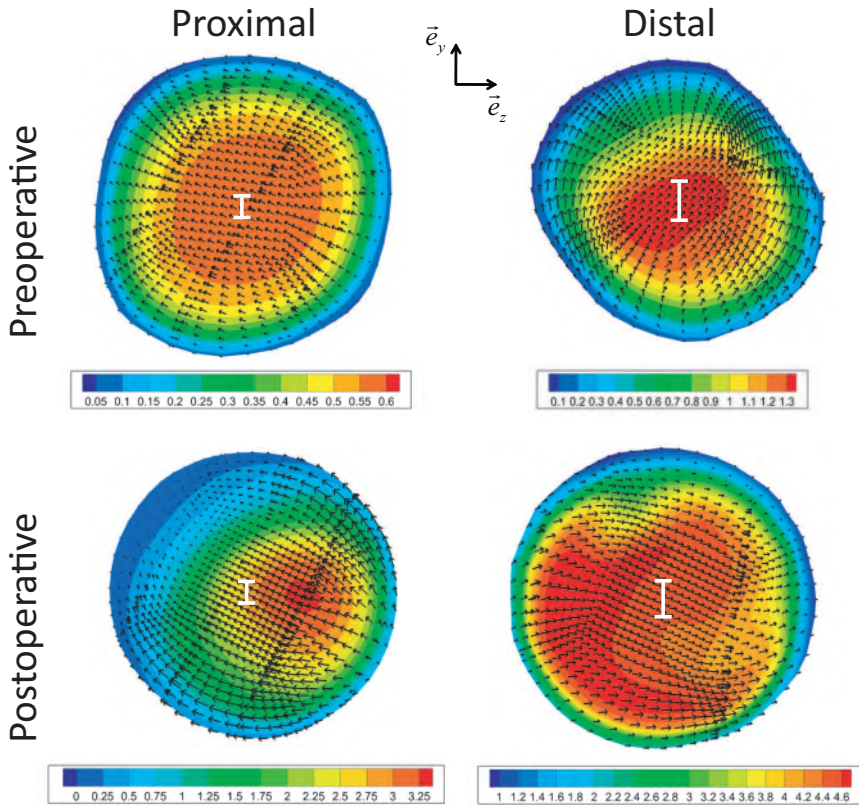 Proximal
Distal
e⃗y
e⃗z
Preoperative
0.05 0.1 0.15 0.2 0.25 0.3 0.35 0.4 0.45 0.5 0.55 0.6
0.1 0.2 0.3 0.4 0.5 0.6 0.7 0.8 0.9 1 1.1 1.2 1.3
Postoperative
0 0.25 0.5 0.75 1 1.25 1.5 1.75 2 2.25 2.5 2.75 3 3.25
1 1.2 1.4 1.6 1.8 2 2.2 2.4 2.6 2.8 3 3.2 3.4 3.6 3.8 4 4.2 4.4 4.6